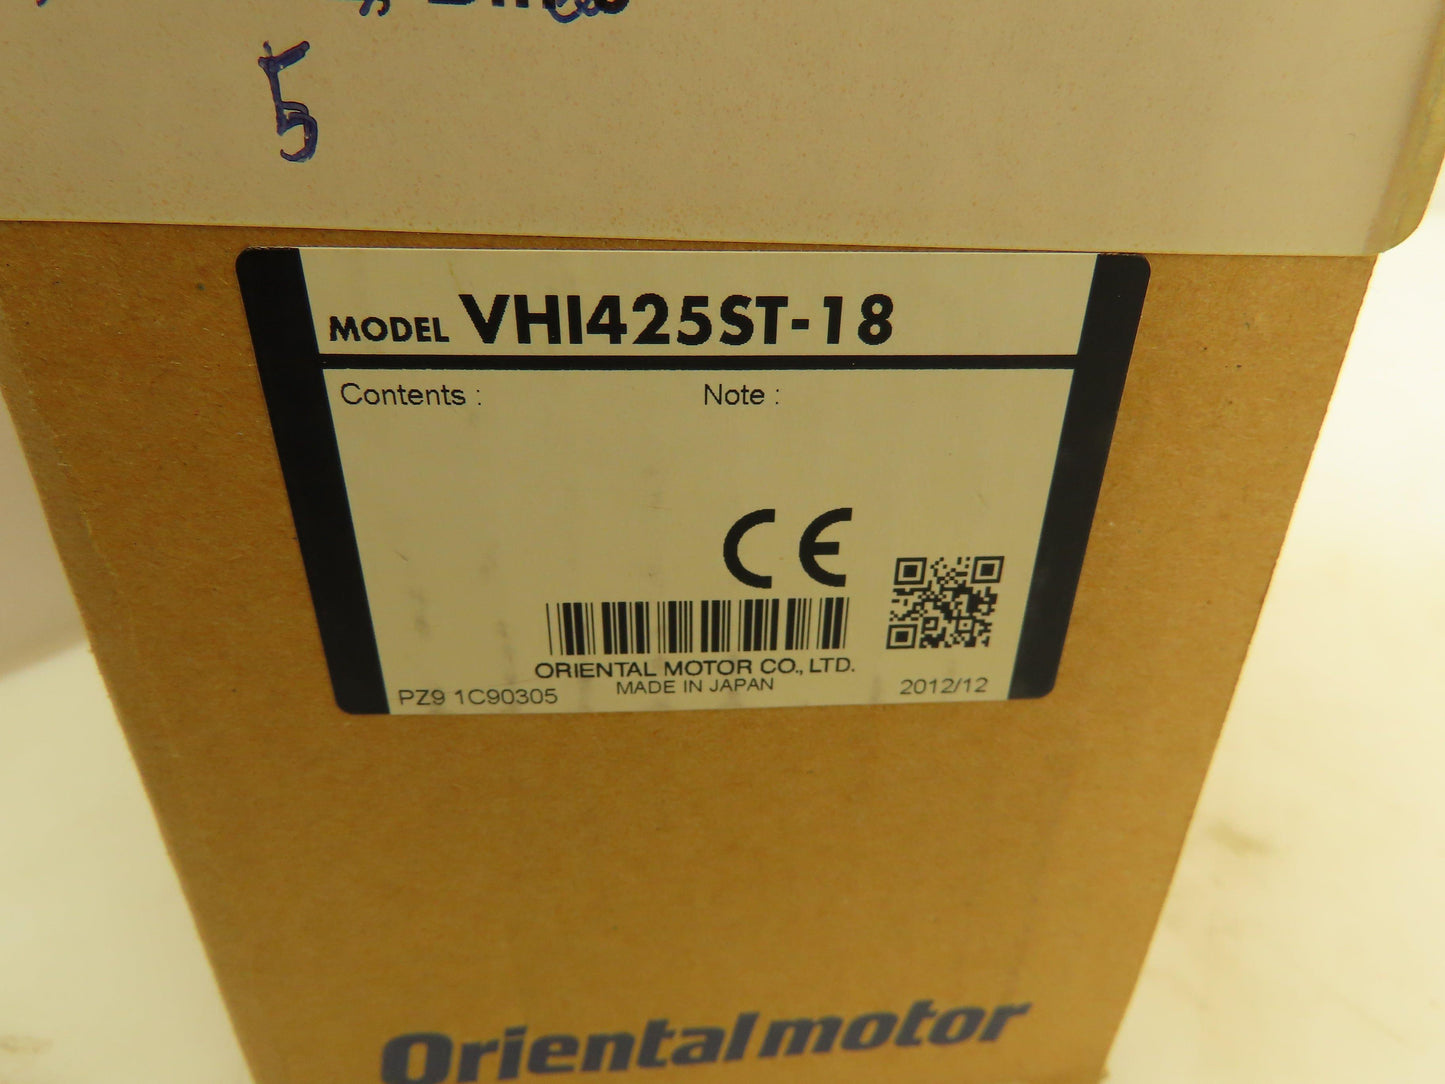 5
MODEL VHI425ST-18
Contents :
Note :
CE
ORIENTAL MOTOR CO., LTD.
MADE IN JAPAN
PZ9 1C90305
2012/12
Orientalmotor